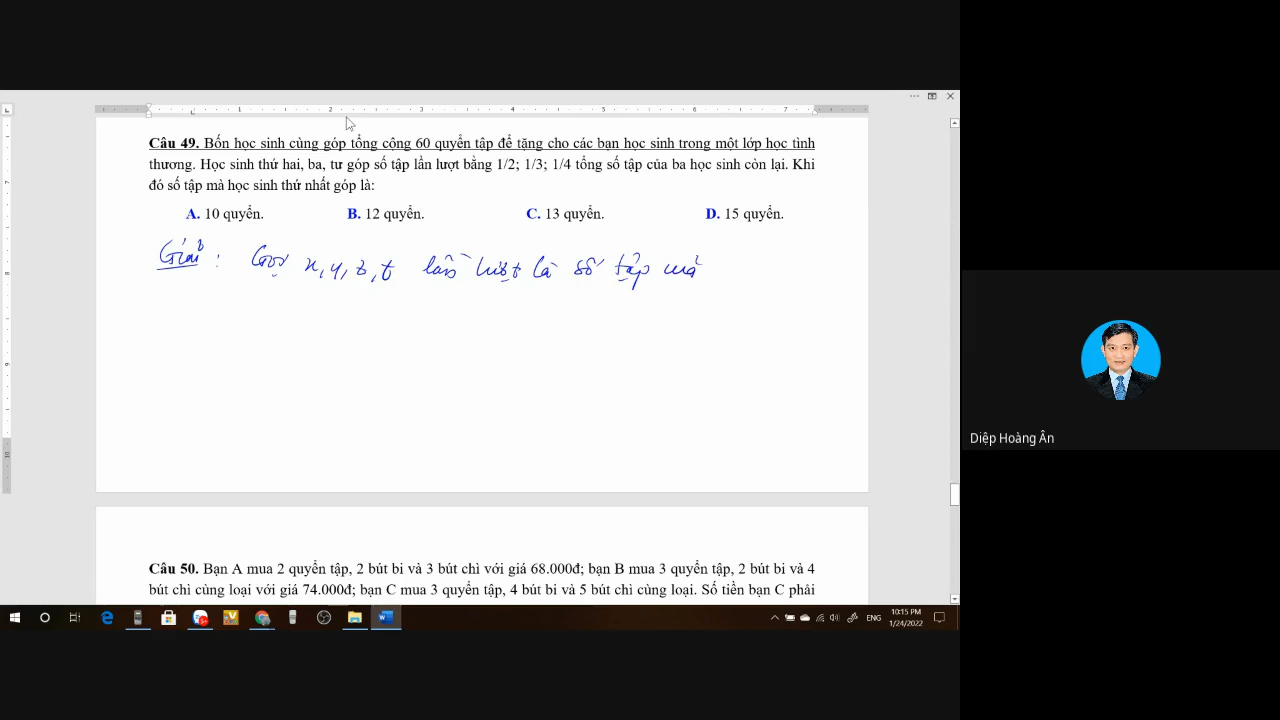 Câu 49. Bốn học sinh cùng góp tổng cộng 60 quyển tập để tặng cho các bạn học sinh trong một lớp học tình
thương. Học sinh thứ hai, ba, tư góp số tập lần lượt bằng 1/2; 1/3; 1/4 tổng số tập của ba học sinh còn lại. Khi
đó số tập mà học sinh thứ nhất góp là:
A. 10 quyển. B. 12 quyển. C. 13 quyển. D. 15 quyển.
Giải: Gọi x, y, z, t lần lượt là số tập mà
Câu 50. Bạn A mua 2 quyển tập, 2 bút bi và 3 bút chì với giá 68.000đ; bạn B mua 3 quyển tập, 2 bút bi và 4
bút chì cùng loại với giá 74.000đ; bạn C mua 3 quyển tập, 4 bút bi và 5 bút chì cùng loại. Số tiền bạn C phải
Diệp Hoàng Ân
ENG
10:15 PM
1/24/2022